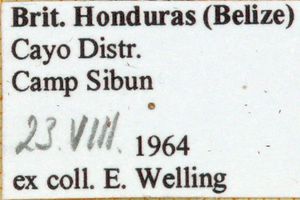 Brit. Honduras (Belize)
Cayo Distr.
Camp Sibun
23.VIII. 1964
ex coll. E. Welling